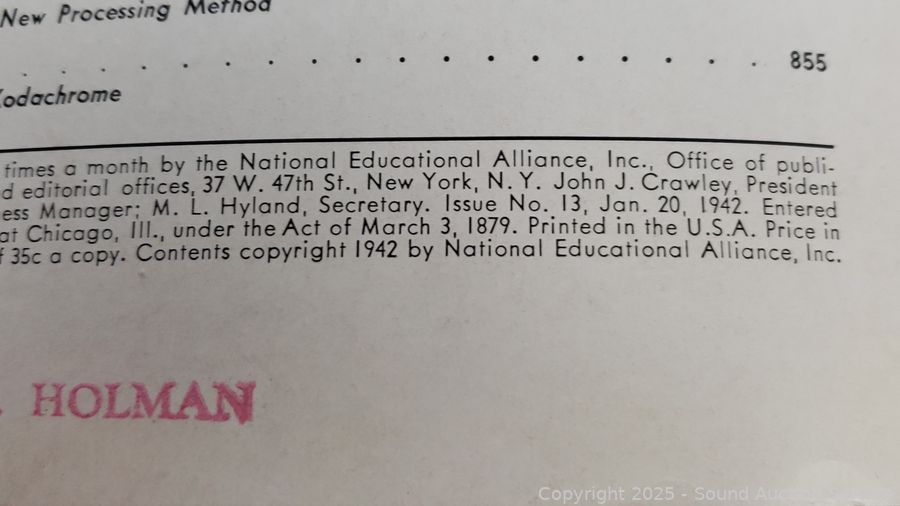 New Processing Method
. . . . . . . . . . . . . . . . . . 855
Kodachrome
times a month by the National Educational Alliance, Inc., Office of publi-
d editorial offices, 37 W. 47th St., New York, N. Y. John J. Crawley, President
ess Manager; M. L. Hyland, Secretary. Issue No. 13, Jan. 20, 1942. Entered
at Chicago, Ill., under the Act of March 3, 1879. Printed in the U.S.A. Price in
f 35c a copy. Contents copyright 1942 by National Educational Alliance, Inc.
. HOLMAN
Copyright 2025 - Sound